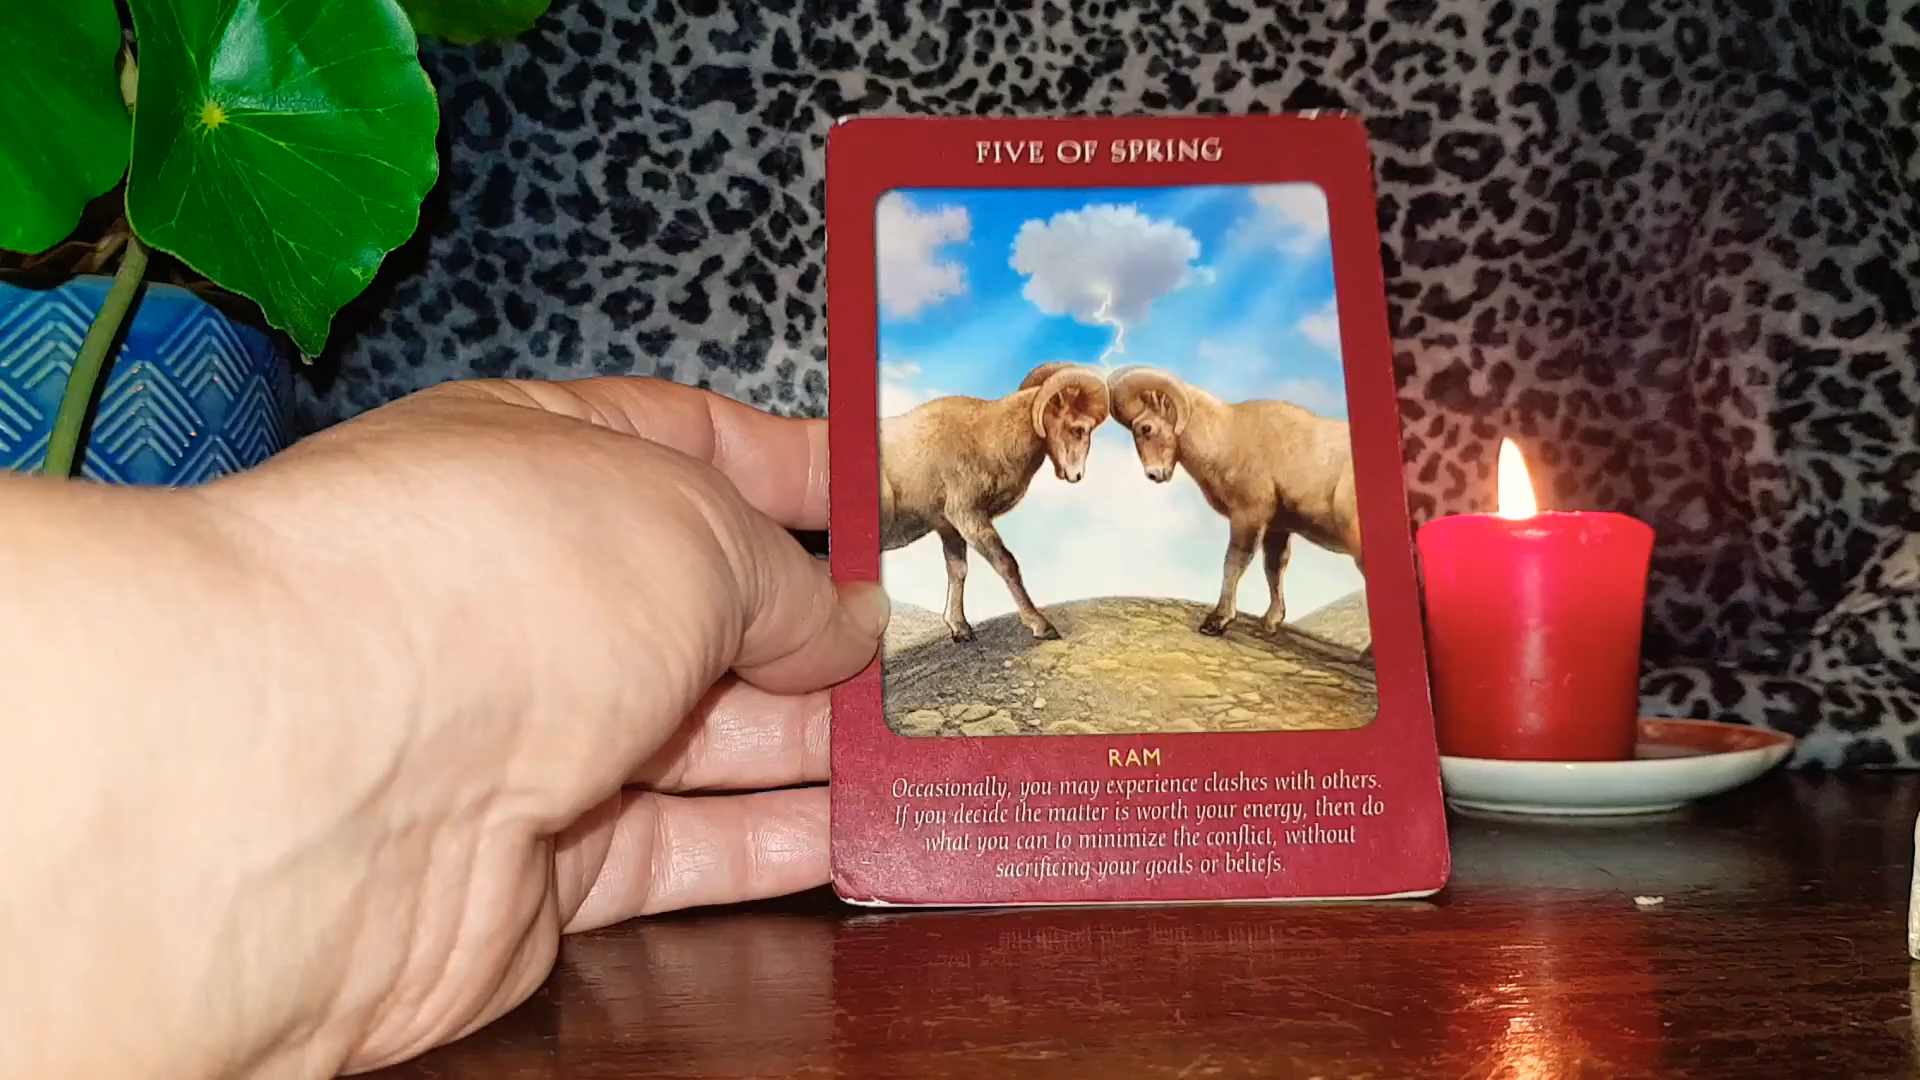 FIVE OF SPRING
RAM
Occasionally, you may experience clashes with others.
If you decide the matter is worth your energy, then do
what you can to minimize the conflict, without
sacrificing your goals or beliefs.